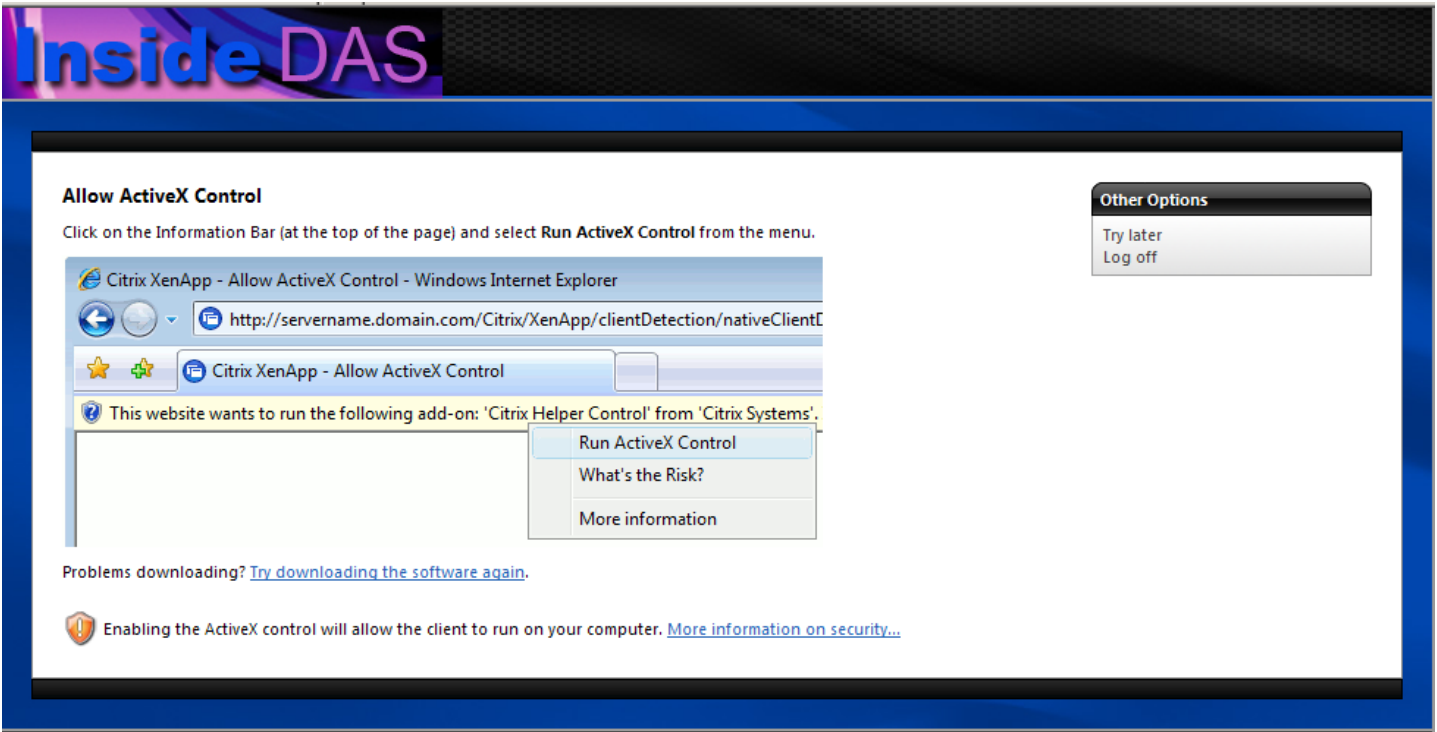 Inside DAS
Allow ActiveX Control
Click on the Information Bar (at the top of the page) and select Run ActiveX Control from the menu.
Citrix XenApp - Allow ActiveX Control - Windows Internet Explorer
http://servername.domain.com/Citrix/XenApp/clientDetection/nativeClientD
Citrix XenApp - Allow ActiveX Control
This website wants to run the following add-on: 'Citrix Helper Control' from 'Citrix Systems'.
Run ActiveX Control
What's the Risk?
More information
Problems downloading? Try downloading the software again.
Enabling the ActiveX control will allow the client to run on your computer. More information on security...
Other Options
Try later
Log off